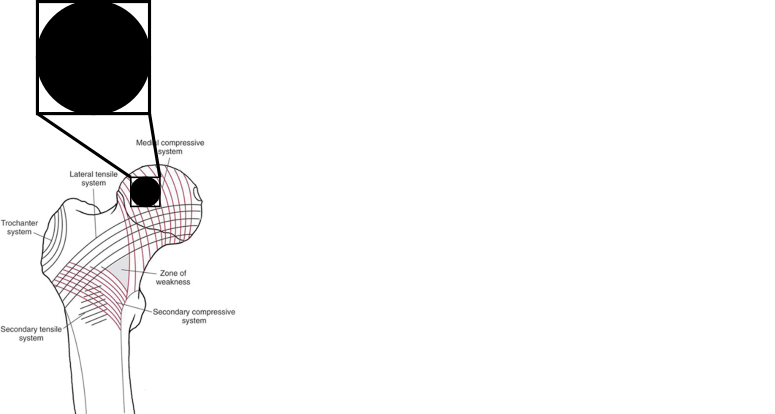 Medial compressive
system
Lateral tensile
system
Trochanter
system
Zone of
weakness
Secondary compressive
system
Secondary tensile
system